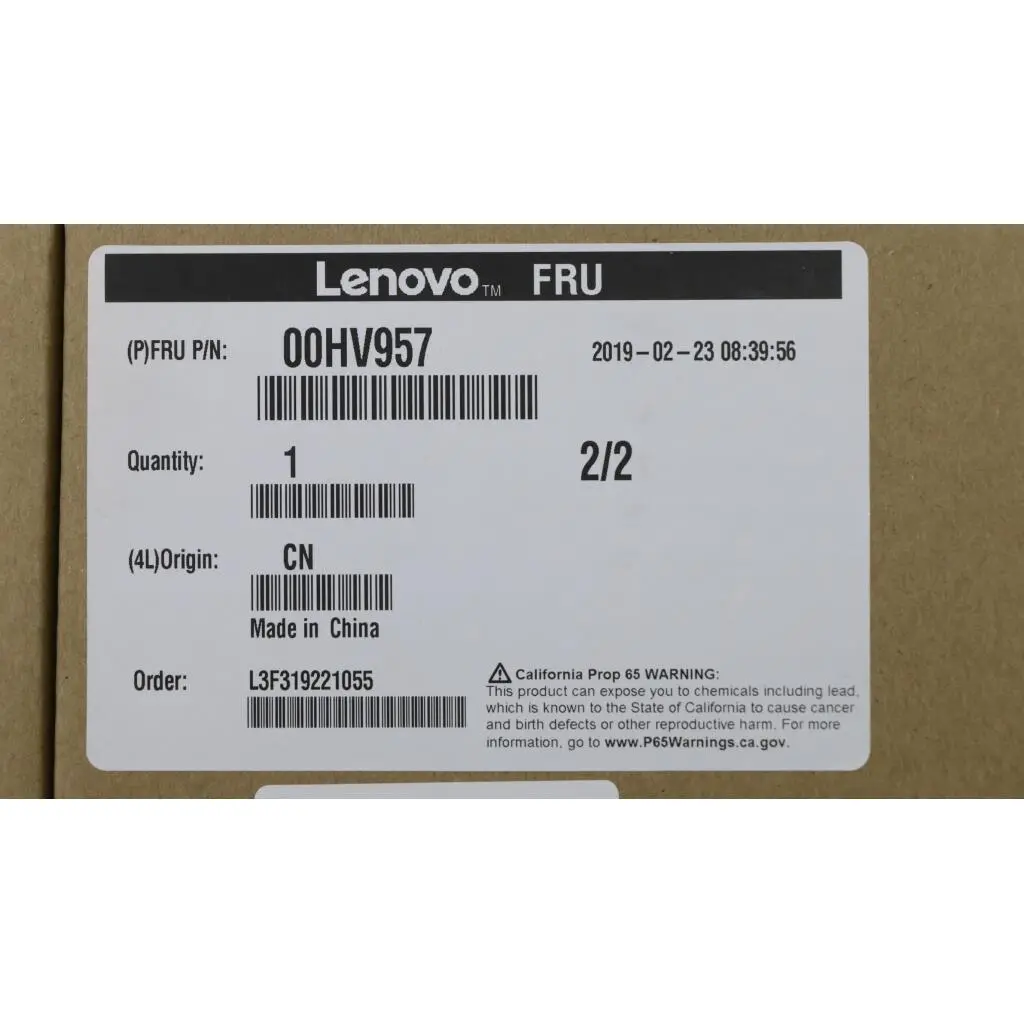 Lenovo™ FRU
(P)FRU P/N: 00HV957 2019-02-23 08:39:56
Quantity: 1 2/2
(4L)Origin: CN
Made in China
Order: L3F319221055
⚠ California Prop 65 WARNING:
This product can expose you to chemicals including lead,
which is known to the State of California to cause cancer
and birth defects or other reproductive harm. For more
information, go to www.P65Warnings.ca.gov.